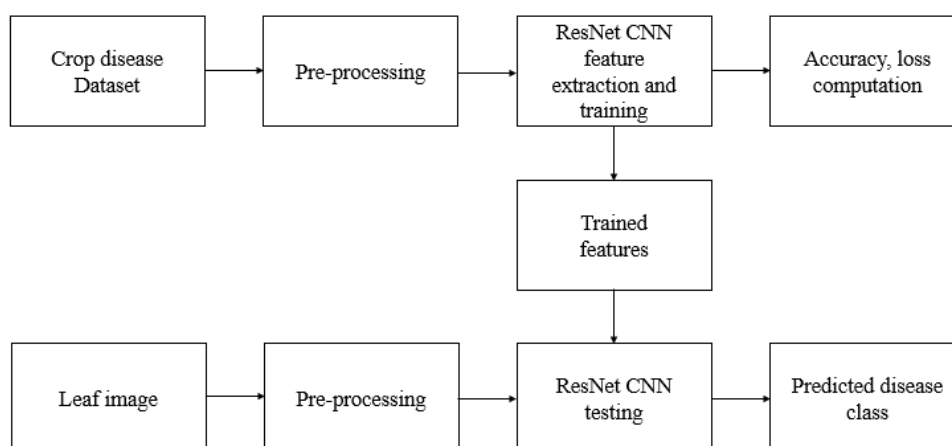 Crop disease
Dataset
Pre-processing
ResNet CNN
feature
extraction and
training
Accuracy, loss
computation
Trained
features
Leaf image
Pre-processing
ResNet CNN
testing
Predicted disease
class